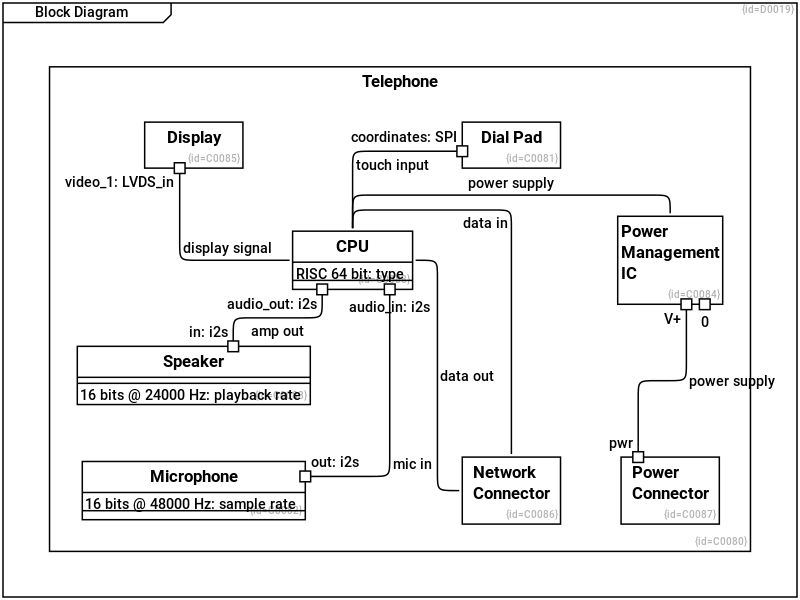 Block Diagram
{id=D0019}
Telephone
Display
{id=C0085}
video_1: LVDS_in
coordinates: SPI
Dial Pad
{id=C0081}
touch input
power supply
data in
display signal
CPU
RISC 64 bit: type
Power
Management
IC
{id=C0084}
V+
0
audio_out: i2s
audio_in: i2s
in: i2s
amp out
Speaker
16 bits @ 24000 Hz: playback rate
data out
power supply
Microphone
16 bits @ 48000 Hz: sample rate
out: i2s
mic in
Network
Connector
{id=C0086}
pwr
Power
Connector
{id=C0087}
{id=C0080}